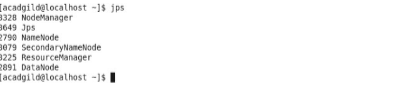 [acadgild@localhost ~]$ jps
3328 NodeManager
3649 Jps
2790 NameNode
3079 SecondaryNameNode
3225 ResourceManager
2891 DataNode
[acadgild@localhost ~]$